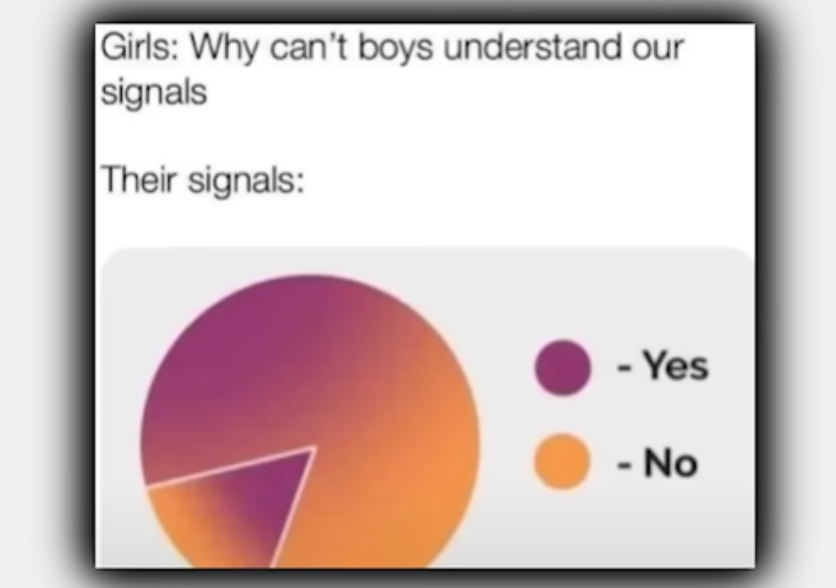 Girls: Why can't boys understand our
signals
Their signals:
- Yes
- No